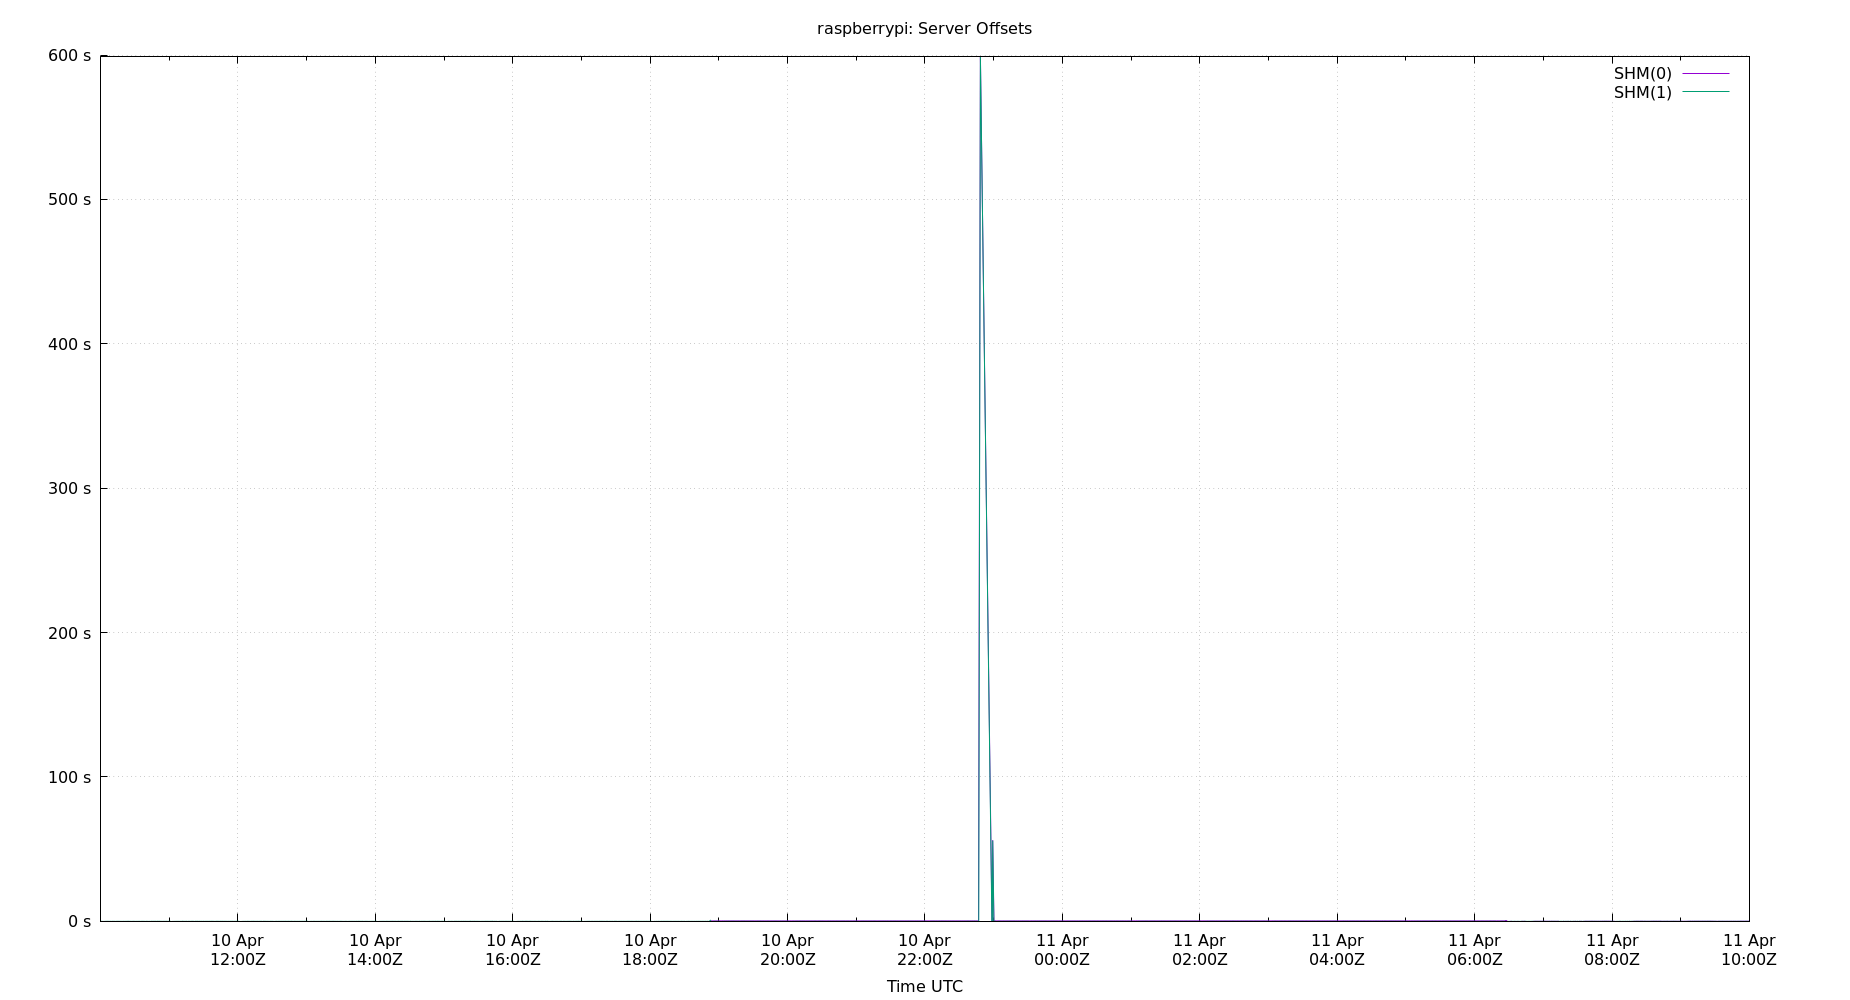 raspberrypi: Server Offsets
600 s
500 s
400 s
300 s
200 s
100 s
0 s
SHM(0)
SHM(1)
10 Apr 10 Apr 10 Apr 10 Apr 10 Apr 10 Apr 11 Apr 11 Apr 11 Apr 11 Apr 11 Apr 11 Apr
12:00Z 14:00Z 16:00Z 18:00Z 20:00Z 22:00Z 00:00Z 02:00Z 04:00Z 06:00Z 08:00Z 10:00Z
Time UTC